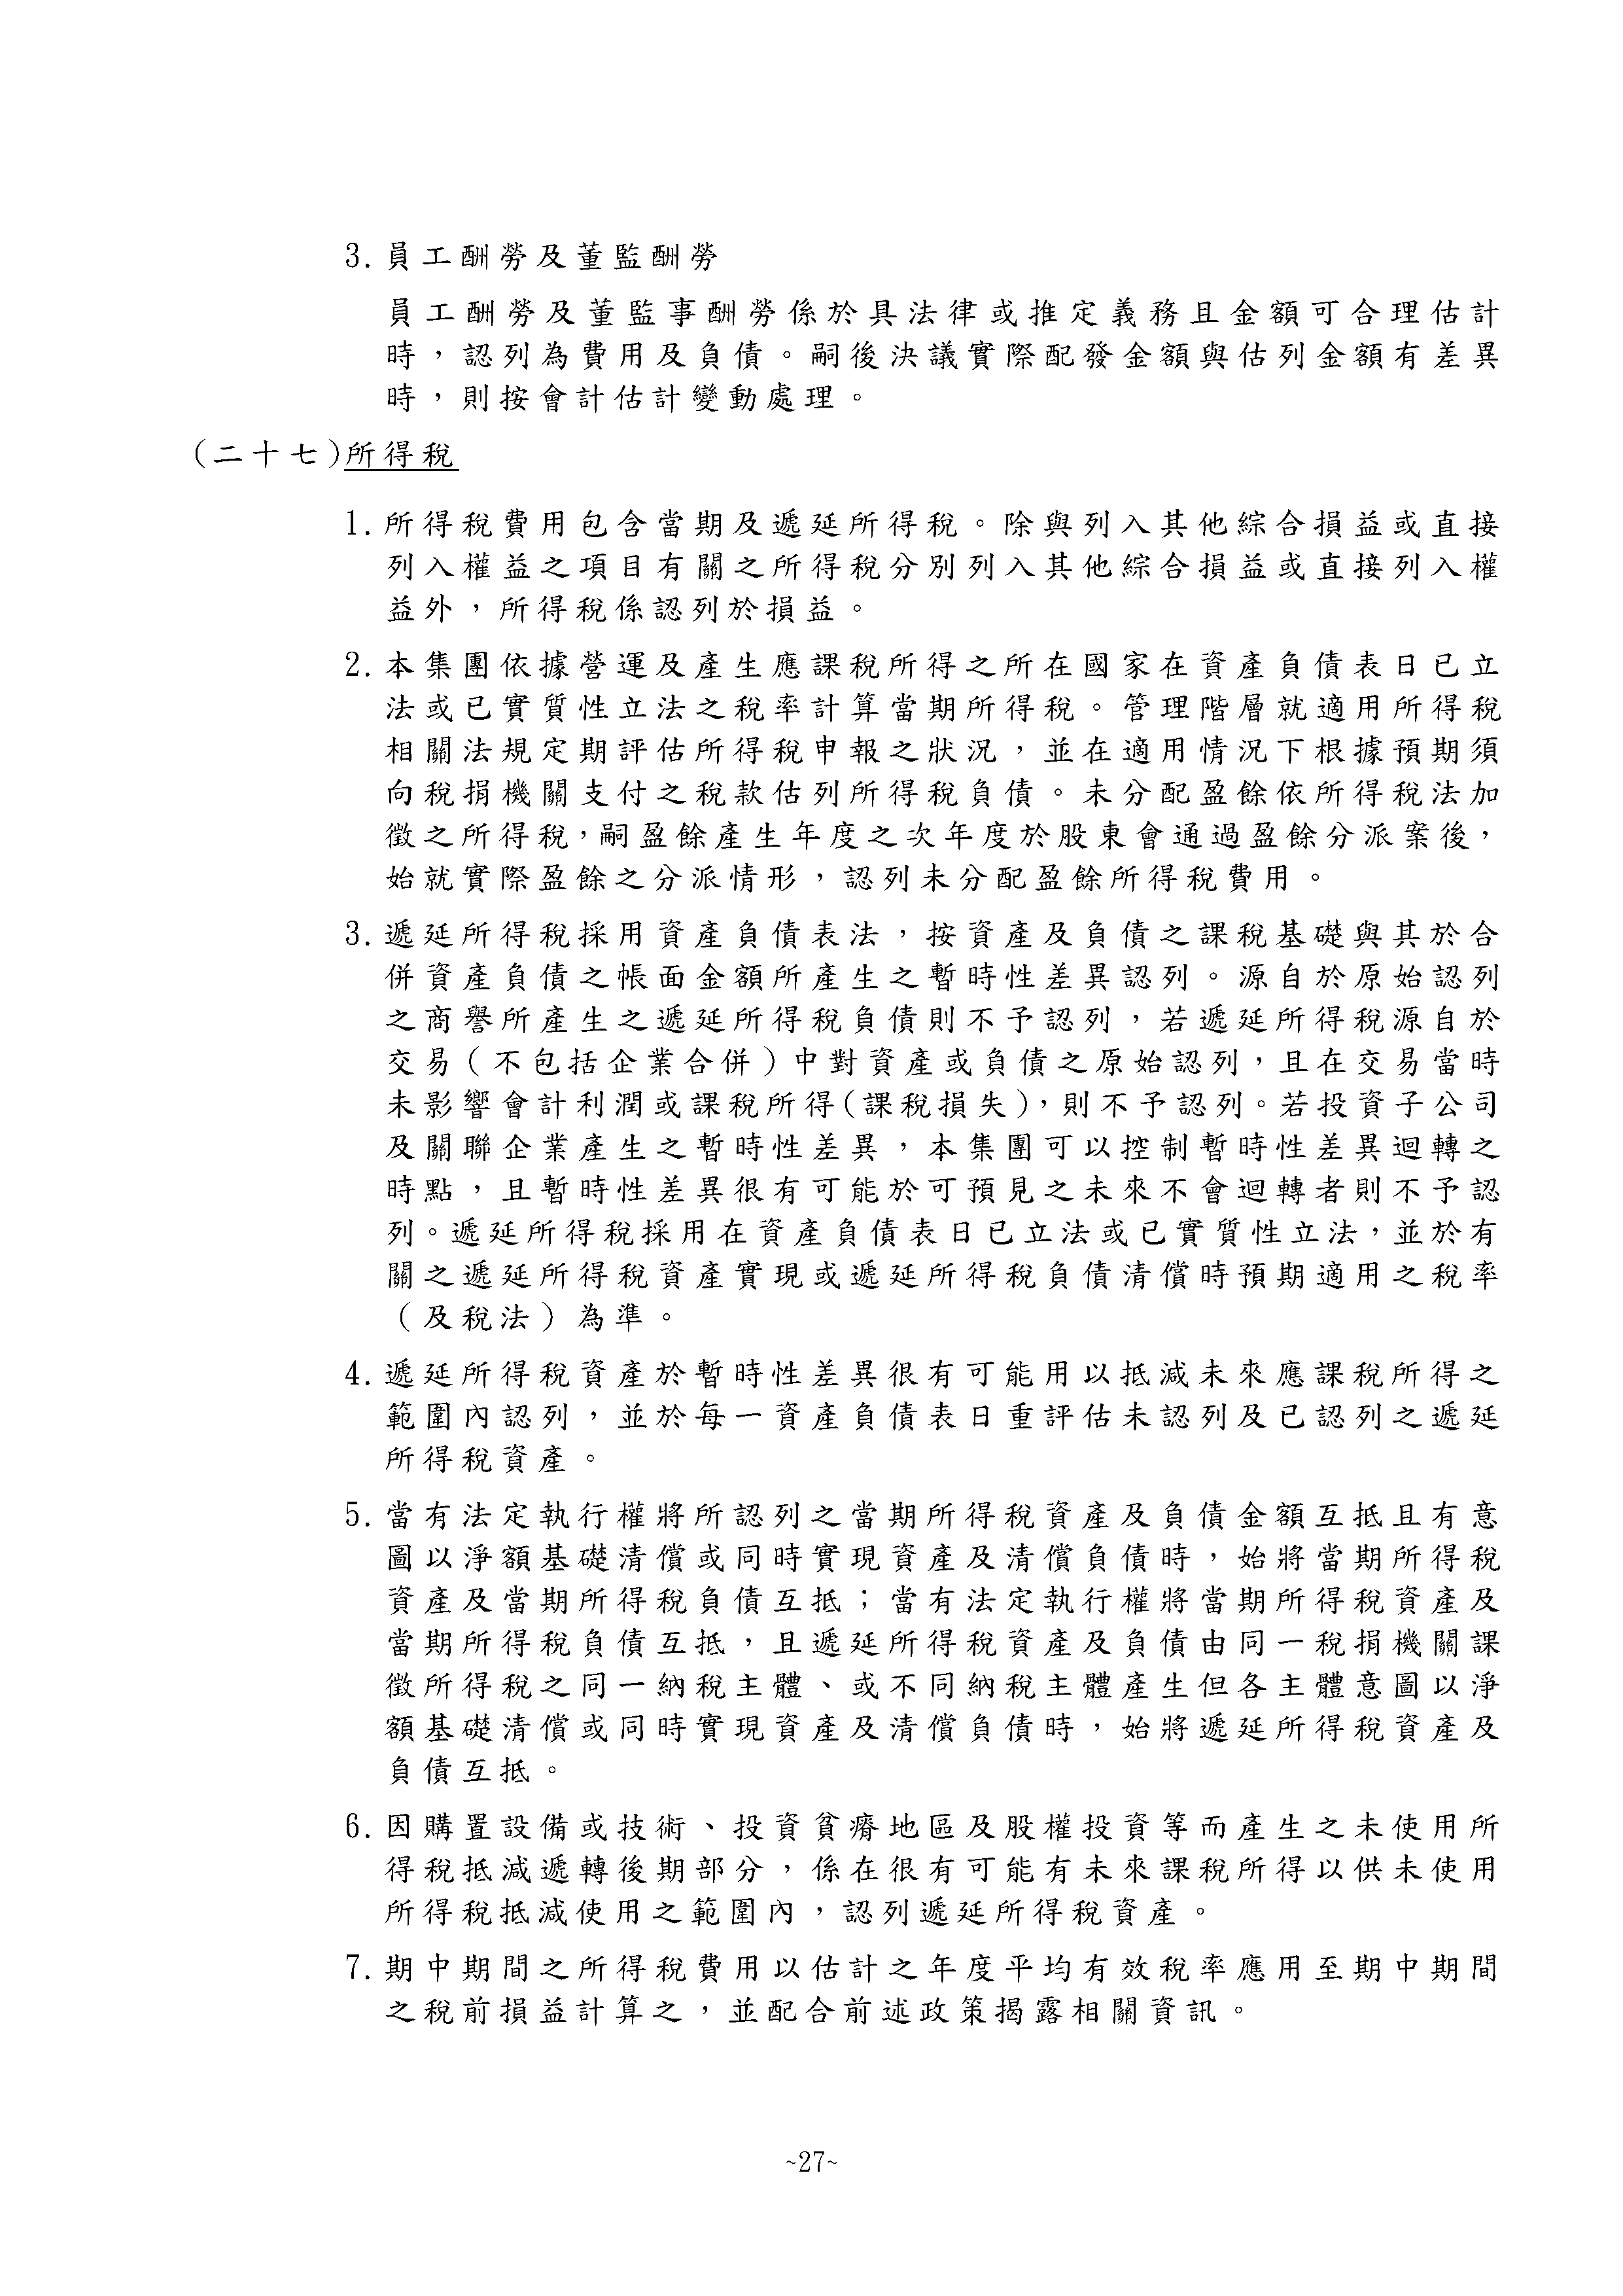 3. 員工酬勞及董監酬勞
員工酬勞及董監事酬勞係於具法律或推定義務且金額可合理估計
時，認列為費用及負債。嗣後決議實際配發金額與估列金額有差異
時，則按會計估計變動處理。
(二十七)所得稅
1. 所得稅費用包含當期及遞延所得稅。除與列入其他綜合損益或直接
列入權益之項目有關之所得稅分別列入其他綜合損益或直接列入權
益外，所得稅係認列於損益。
2. 本集團依據營運及產生應課稅所得之所在國家在資產負債表日已立
法或已實質性立法之稅率計算當期所得稅。管理階層就適用所得稅
相關法規定期評估所得稅申報之狀況，並在適用情況下根據預期須
向稅捐機關支付之稅款估列所得稅負債。未分配盈餘依所得稅法加
徵之所得稅，嗣盈餘產生年度之次年度於股東會通過盈餘分派案後，
始就實際盈餘之分派情形，認列未分配盈餘所得稅費用。
3. 遞延所得稅採用資產負債表法，按資產及負債之課稅基礎與其於合
併資產負債之帳面金額所產生之暫時性差異認列。源自於原始認列
之商譽所產生之遞延所得稅負債則不予認列，若遞延所得稅源自於
交易（不包括企業合併）中對資產或負債之原始認列，且在交易當時
未影響會計利潤或課稅所得(課稅損失)，則不予認列。若投資子公司
及關聯企業產生之暫時性差異，本集團可以控制暫時性差異迴轉之
時點，且暫時性差異很有可能於可預見之未來不會迴轉者則不予認
列。遞延所得稅採用在資產負債表日已立法或已實質性立法，並於有
關之遞延所得稅資產實現或遞延所得稅負債清償時預期適用之稅率
（及稅法）為準。
4. 遞延所得稅資產於暫時性差異很有可能用以抵減未來應課稅所得之
範圍內認列，並於每一資產負債表日重評估未認列及已認列之遞延
所得稅資產。
5. 當有法定執行權將所認列之當期所得稅資產及負債金額互抵且有意
圖以淨額基礎清償或同時實現資產及清償負債時，始將當期所得稅
資產及當期所得稅負債互抵；當有法定執行權將當期所得稅資產及
當期所得稅負債互抵，且遞延所得稅資產及負債由同一稅捐機關課
徵所得稅之同一納稅主體、或不同納稅主體產生但各主體意圖以淨
額基礎清償或同時實現資產及清償負債時，始將遞延所得稅資產及
負債互抵。
6. 因購置設備或技術、投資貧瘠地區及股權投資等而產生之未使用所
得稅抵減遞轉後期部分，係在很有可能有未來課稅所得以供未使用
所得稅抵減使用之範圍內，認列遞延所得稅資產。
7. 期中期間之所得稅費用以估計之年度平均有效稅率應用至期中期間
之稅前損益計算之，並配合前述政策揭露相關資訊。
~27~